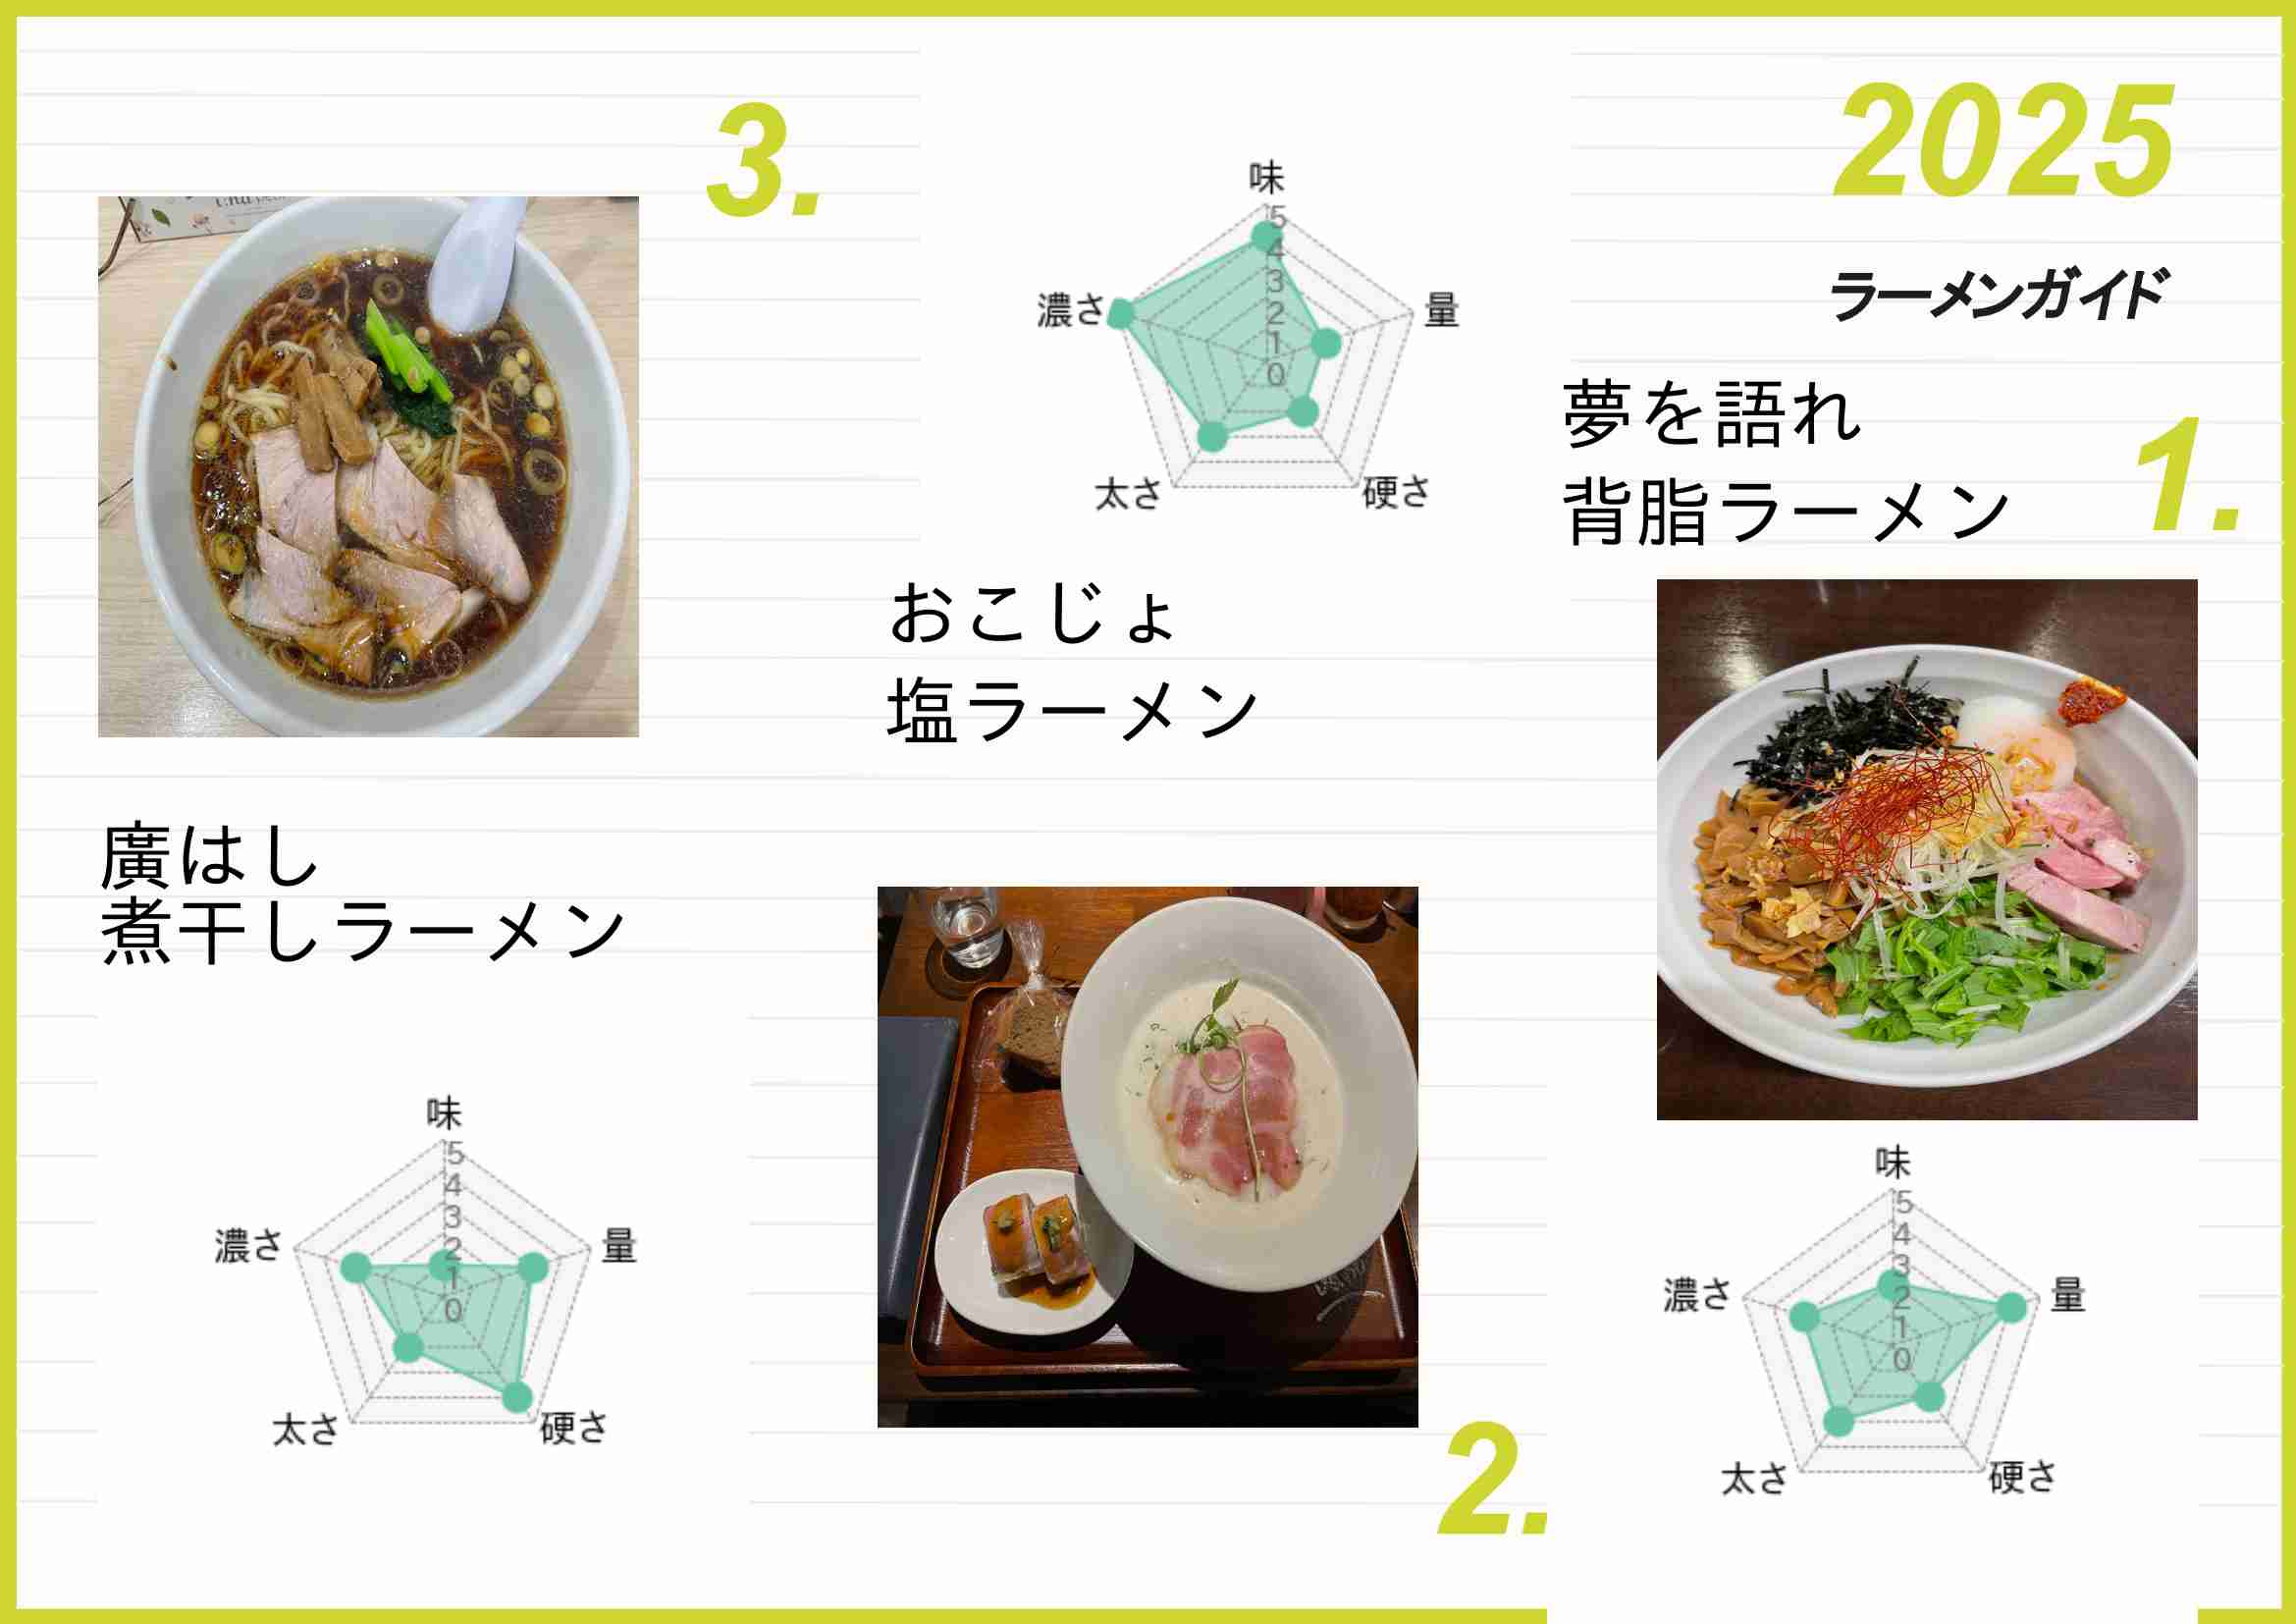 2025
ラーメンガイド
夢を語れ
背脂ラーメン
1.
味
5
4
3
2
1
0
濃さ
量
太さ
硬さ
味
5
4
3
2
1
0
濃さ
量
太さ
硬さ
おこじょ
塩ラーメン
2.
3.
廣はし
煮干しラーメン
味
5
4
3
2
1
0
濃さ
量
太さ
硬さ